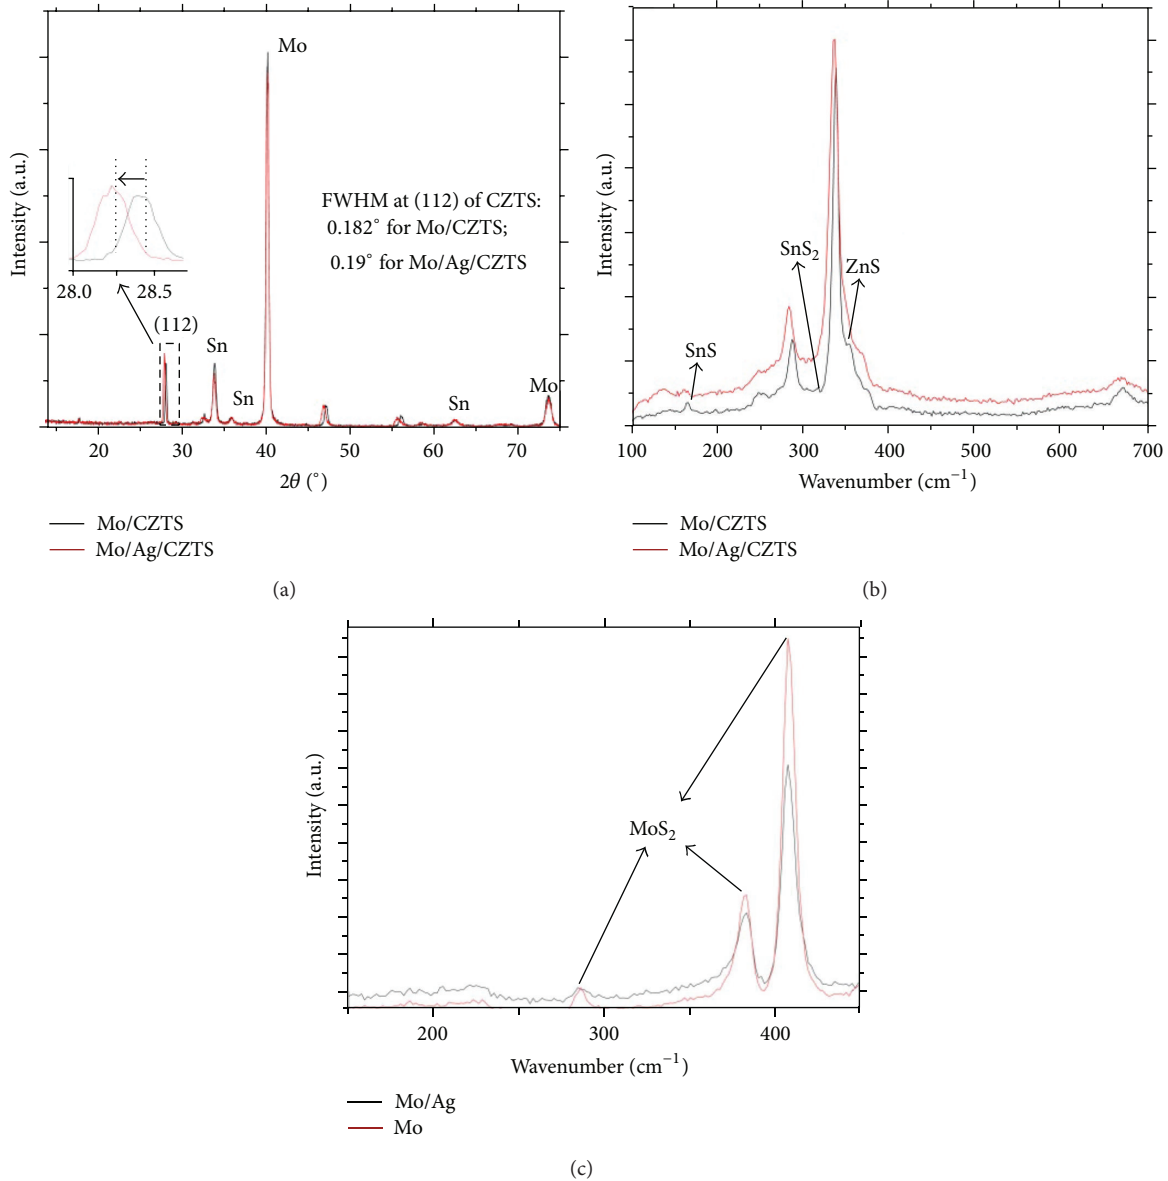 Intensity (a.u.)
Mo
FWHM at (112) of CZTS:
0.182° for Mo/CZTS;
0.19° for Mo/Ag/CZTS
28.0 28.5
(112)
Sn
Sn
Sn
Mo
20 30 40 50 60 70
2θ (°)
Mo/CZTS
Mo/Ag/CZTS
(a)
Intensity (a.u.)
SnS₂
ZnS
SnS
100 200 300 400 500 600 700
Wavenumber (cm⁻¹)
Mo/CZTS
Mo/Ag/CZTS
(b)
Intensity (a.u.)
MoS₂
200 300 400
Wavenumber (cm⁻¹)
Mo/Ag
Mo
(c)